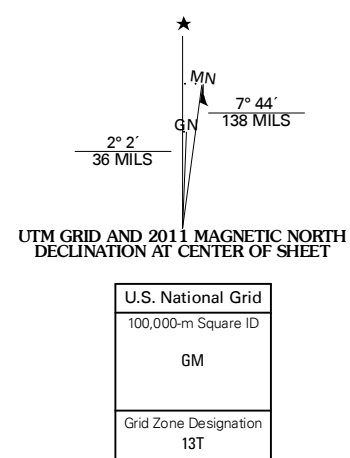 MN
7° 44´
138 MILS
GN
2° 2´
36 MILS
UTM GRID AND 2011 MAGNETIC NORTH
DECLINATION AT CENTER OF SHEET
U.S. National Grid
100,000-m Square ID
GM
Grid Zone Designation
13T